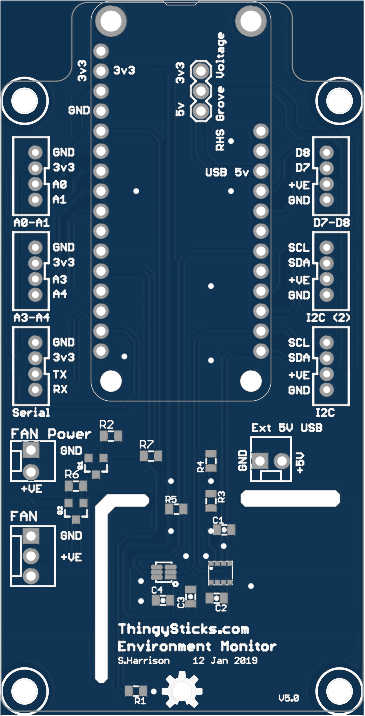 3v3
3v3
GND
3v3
5v
RHS Grove Voltage
USB 5v
GND
3v3
A0
A1
A0-A1
D8
D7
+VE
GND
D7-D8
GND
3v3
A3
A4
A3-A4
SCL
SDA
+VE
GND
I2C (2)
GND
3v3
TX
RX
Serial
SCL
SDA
+VE
GND
I2C
FAN Power
GND
+VE
R2
R7
Q1
R6
Q2
Ext 5V USB
GND
+5V
R4
R3
R5
C1
FAN
GND
+VE
C4
C3
C2
ThingySticks.com
Environment Monitor
S.Harrison 12 Jan 2019
R1
V5.0